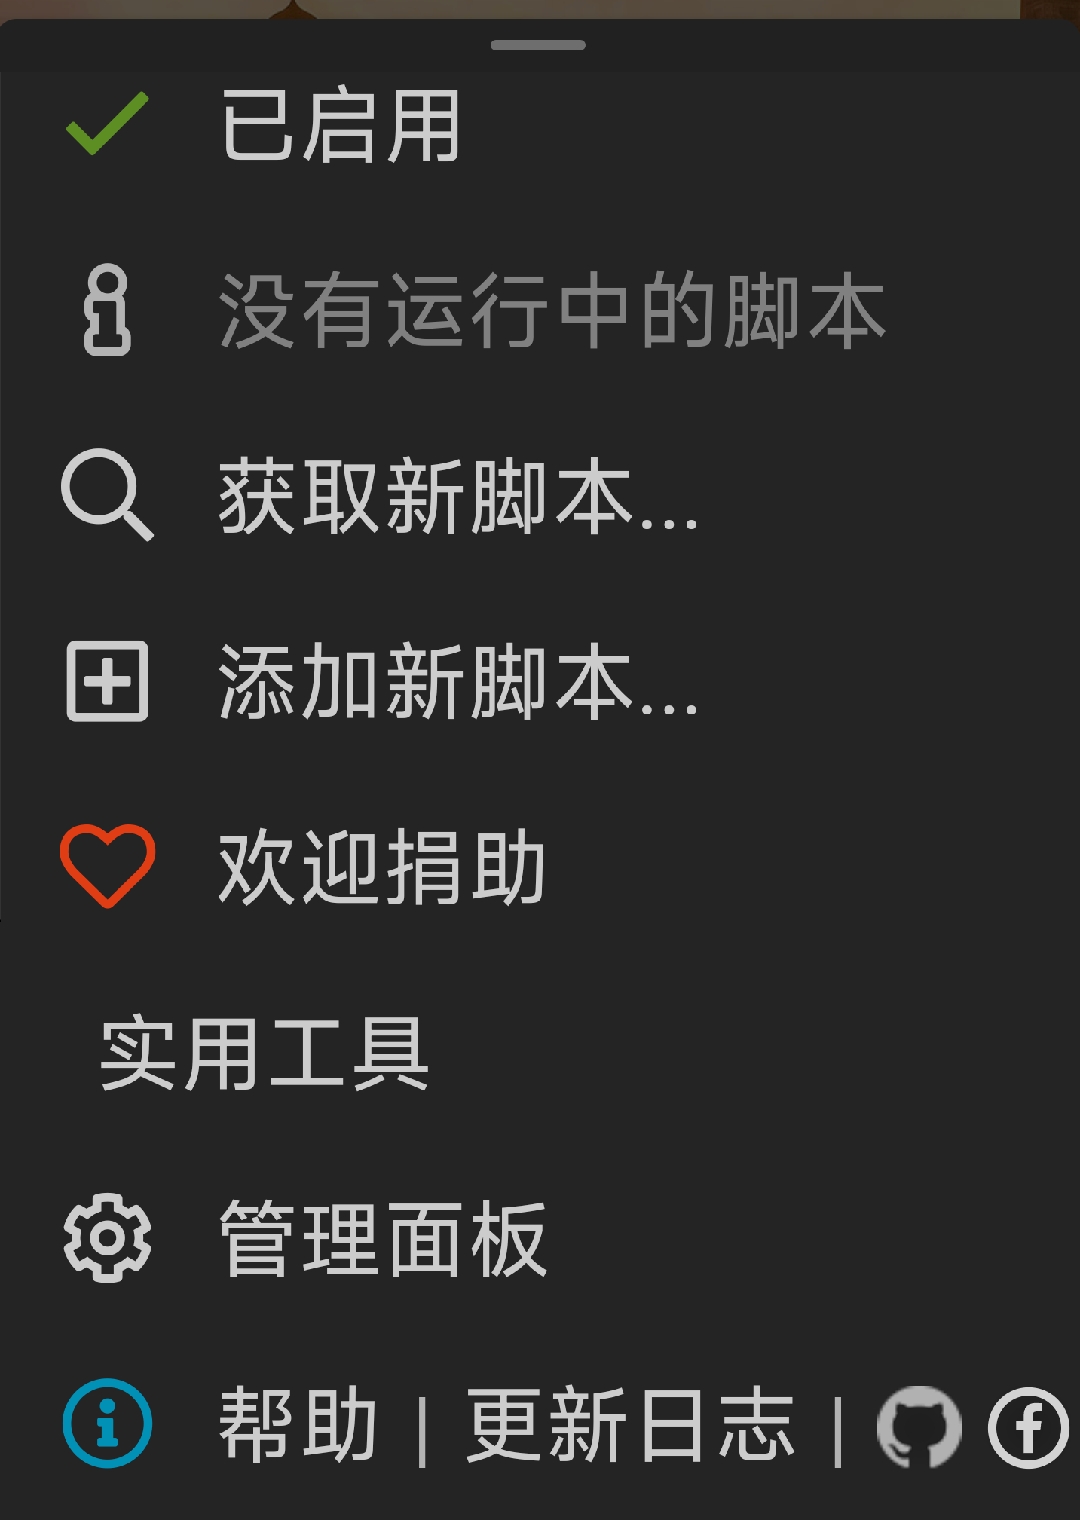 已启用
没有运行中的脚本
获取新脚本...
添加新脚本...
欢迎捐助
实用工具
管理面板
帮助 | 更新日志 |